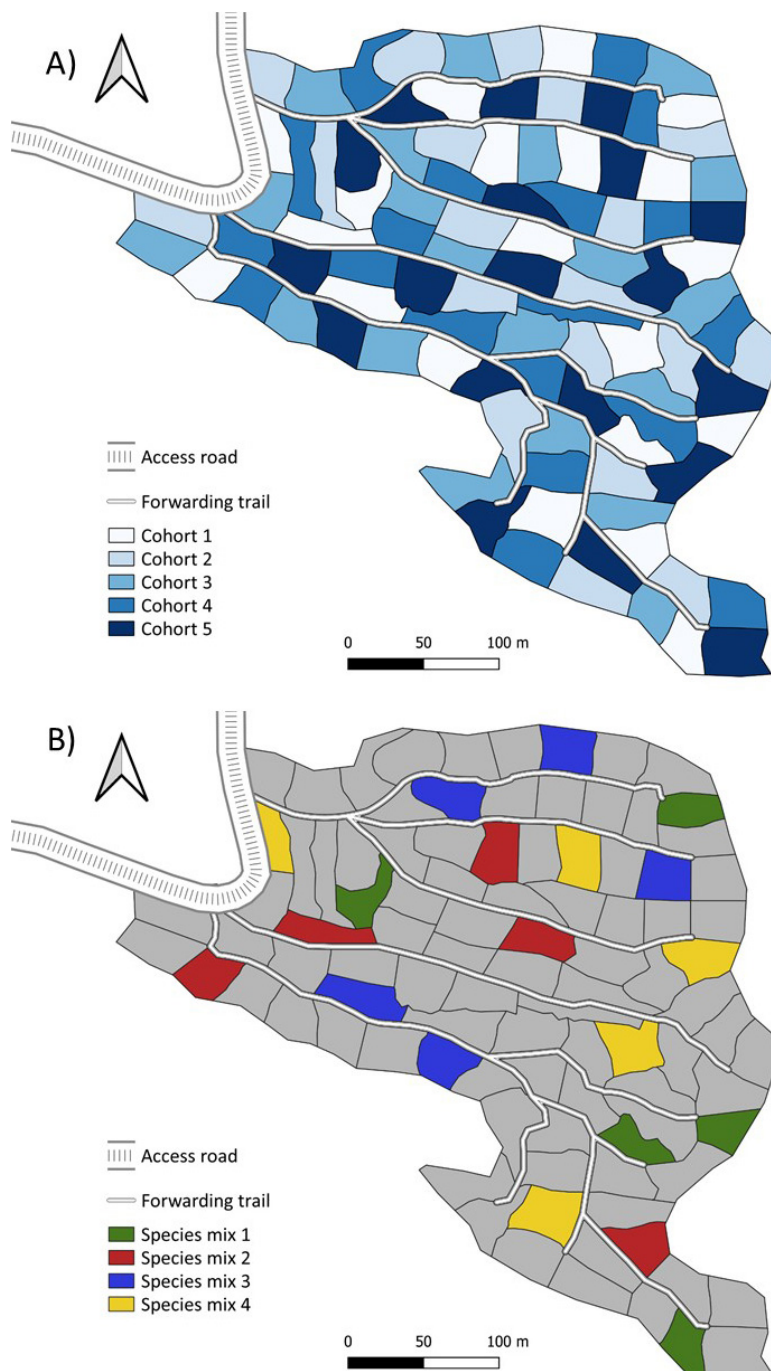 A)
Access road
Forwarding trail
Cohort 1
Cohort 2
Cohort 3
Cohort 4
Cohort 5
0 50 100 m
B)
Access road
Forwarding trail
Species mix 1
Species mix 2
Species mix 3
Species mix 4
0 50 100 m